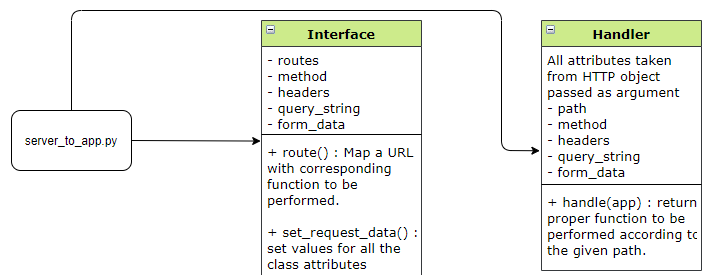 server_to_app.py
Interface
- routes
- method
- headers
- query_string
- form_data
+ route() : Map a URL
with corresponding
function to be
performed.
+ set_request_data() :
set values for all the
class attributes
Handler
All attributes taken
from HTTP object
passed as argument
- path
- method
- headers
- query_string
- form_data
+ handle(app) : return
proper function to be
performed according to
the given path.